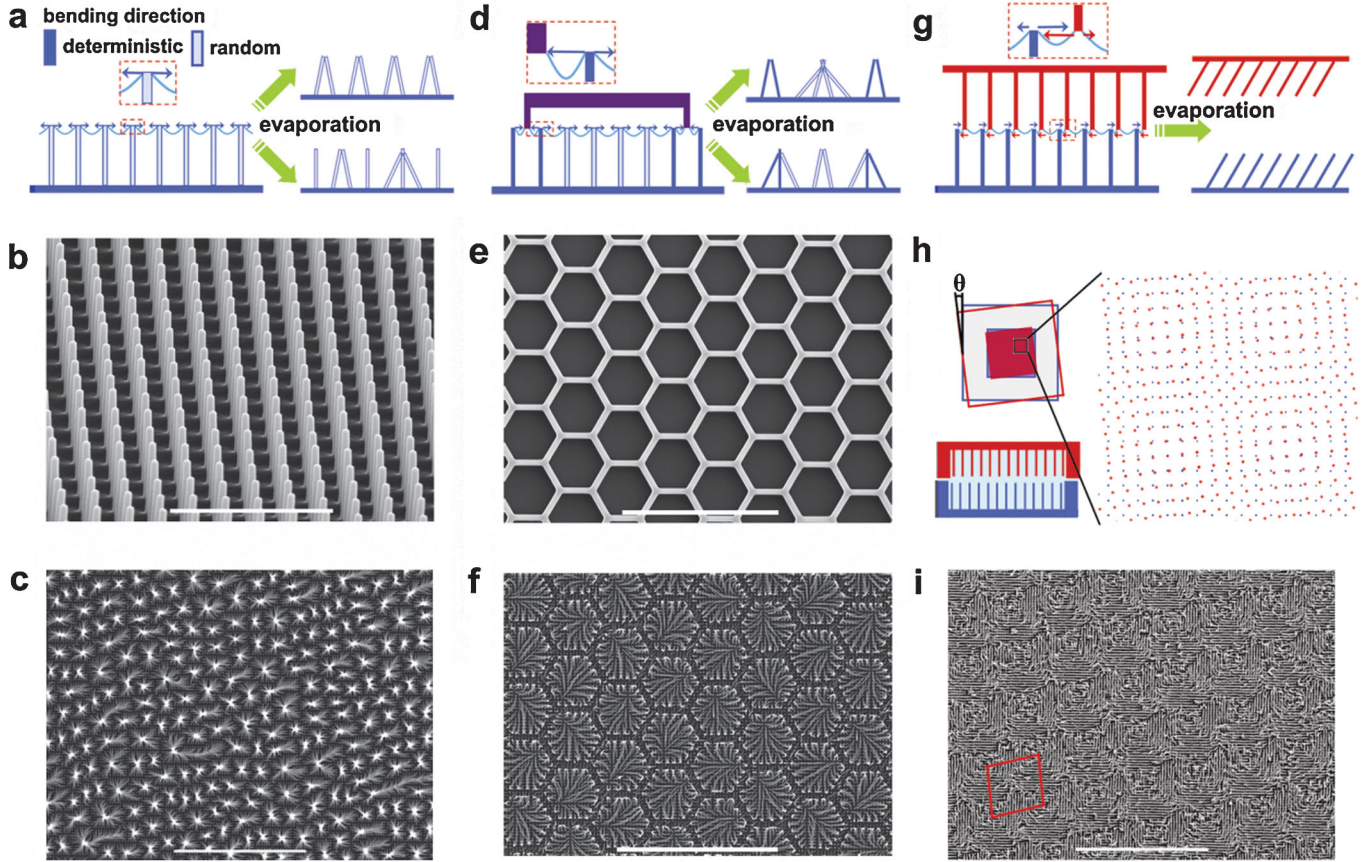 a
bending direction
deterministic
random
evaporation
d
evaporation
g
evaporation
b
e
h
θ
c
f
i